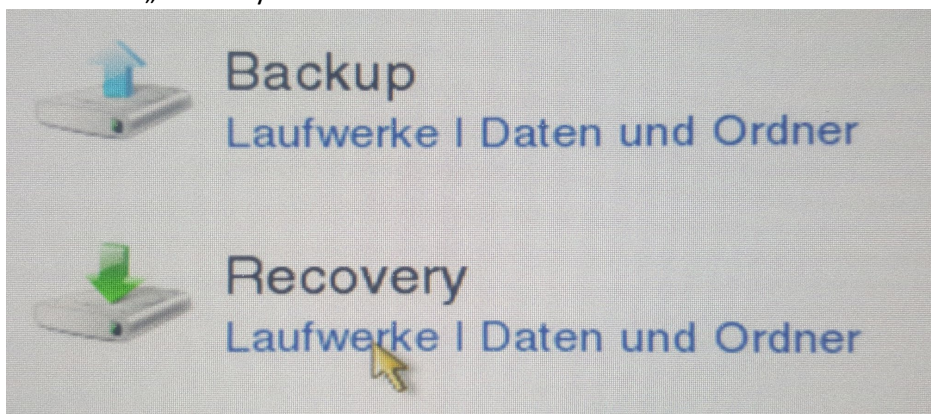 Backup
Laufwerke | Daten und Ordner
Recovery
Laufwerke | Daten und Ordner